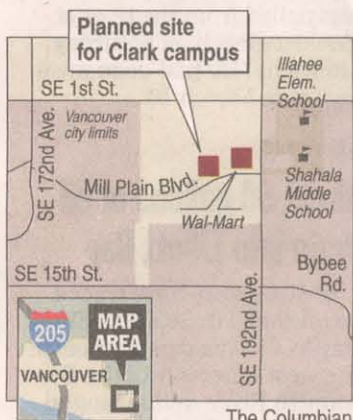 Planned site
for Clark campus
Illahee
Elem.
School
SE 1st St.
Vancouver
city limits
SE 172nd Ave.
Mill Plain Blvd.
Shahala
Middle
School
Wal-Mart
SE 15th St.
Bybee
Rd.
SE 192nd Ave.
205
MAP
AREA
VANCOUVER
The Columbian